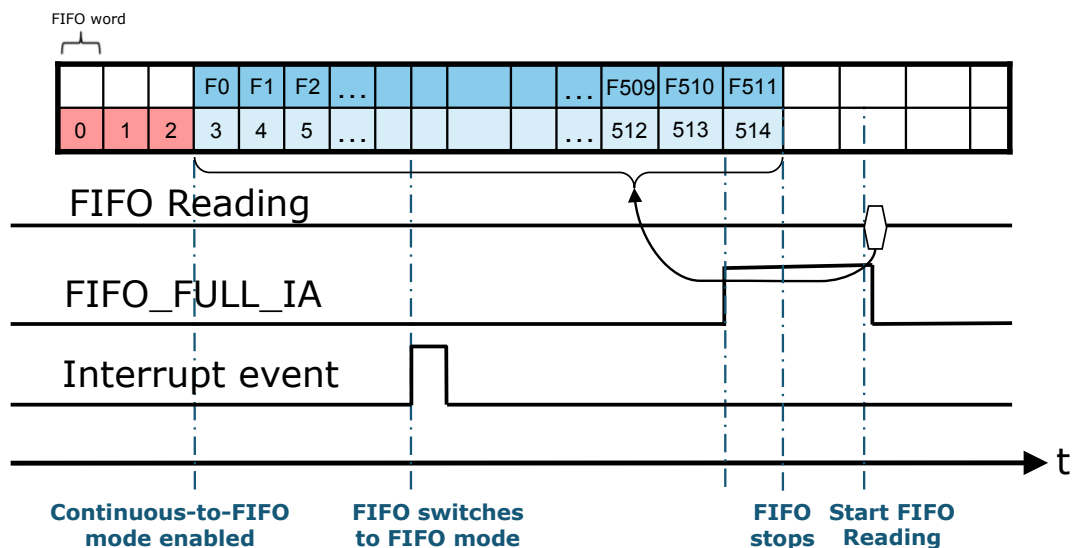 FIFO word
F0 F1 F2 ... ... F509 F510 F511
0 1 2 3 4 5 ... ... 512 513 514
FIFO Reading
FIFO_FULL_IA
Interrupt event
t
Continuous-to-FIFO
mode enabled
FIFO switches
to FIFO mode
FIFO
stops
Start FIFO
Reading